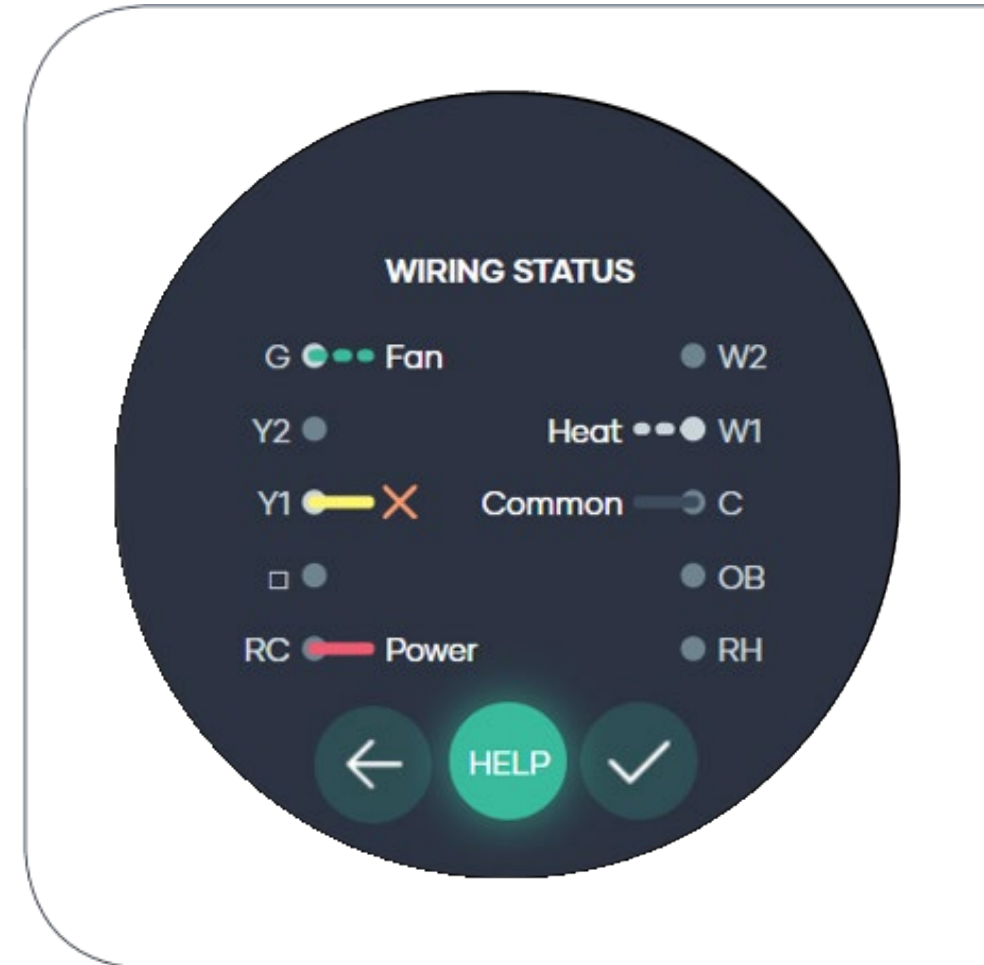 WIRING STATUS
G Fan W2
Y2 Heat W1
Y1 Common C
OB
RC Power RH
HELP